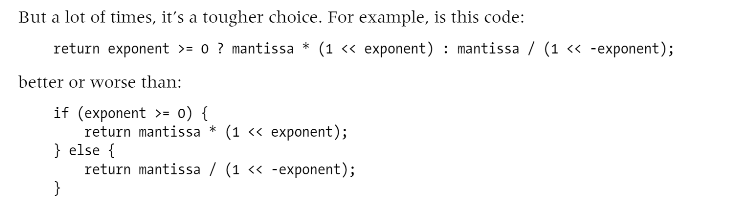 But a lot of times, it’s a tougher choice. For example, is this code:
return exponent >= 0 ? mantissa * (1 << exponent) : mantissa / (1 << -exponent);
better or worse than:
if (exponent >= 0) {
return mantissa * (1 << exponent);
} else {
return mantissa / (1 << -exponent);
}